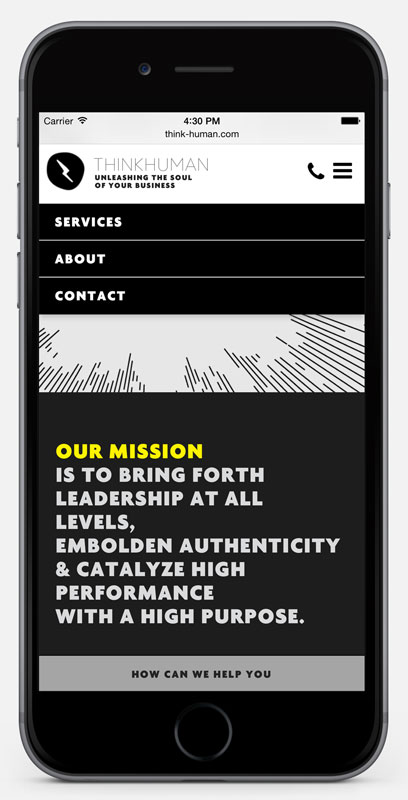 Carrier 4:30 PM
think-human.com
THINKHUMAN
UNLEASHING THE SOUL
OF YOUR BUSINESS
SERVICES
ABOUT
CONTACT
OUR MISSION
IS TO BRING FORTH
LEADERSHIP AT ALL
LEVELS,
EMBOLDEN AUTHENTICITY
& CATALYZE HIGH
PERFORMANCE
WITH A HIGH PURPOSE.
HOW CAN WE HELP YOU